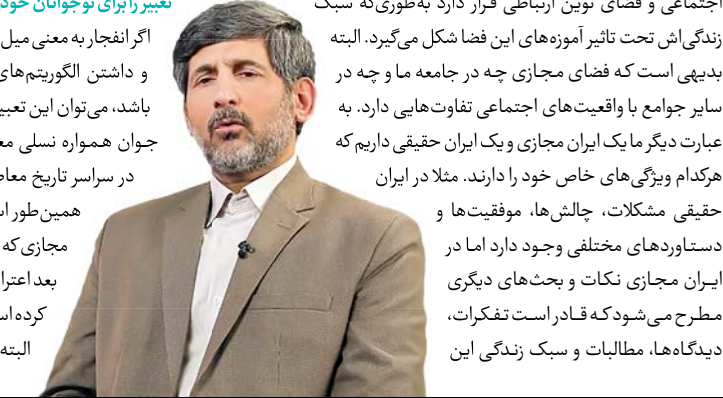 اجتماعی و فضای نوین ارتباطی قرار دارد به‌طوری‌که سبک
زندگی‌اش تحت تاثیر آموزه‌های این فضا شکل می‌گیرد. البته
بدیهی است که فضای مجازی چه در جامعه ما و چه در
سایر جوامع با واقعیت‌های اجتماعی تفاوت‌هایی دارد. به
عبارت دیگر ما یک ایران مجازی و یک ایران حقیقی داریم که
هرکدام ویژگی‌های خاص خود را دارند. مثلا در ایران
حقیقی مشکلات، چالش‌ها، موفقیت‌ها و
دستاوردهای مختلفی وجود دارد اما در
ایران مجازی نکات و بحث‌های دیگری
مطرح می‌شود که قادر است تفکرات،
دیدگاه‌ها، مطالبات و سبک زندگی این
تعبیر را برای نوجوانان خود
اگر انفجار به معنی میل
و داشتن الگوریتم‌های
باشد، می‌توان این تعبیر
جوان همواره نسلی
در سراسر تاریخ
همین‌طور
مجازی که
بعد
کرده
البته